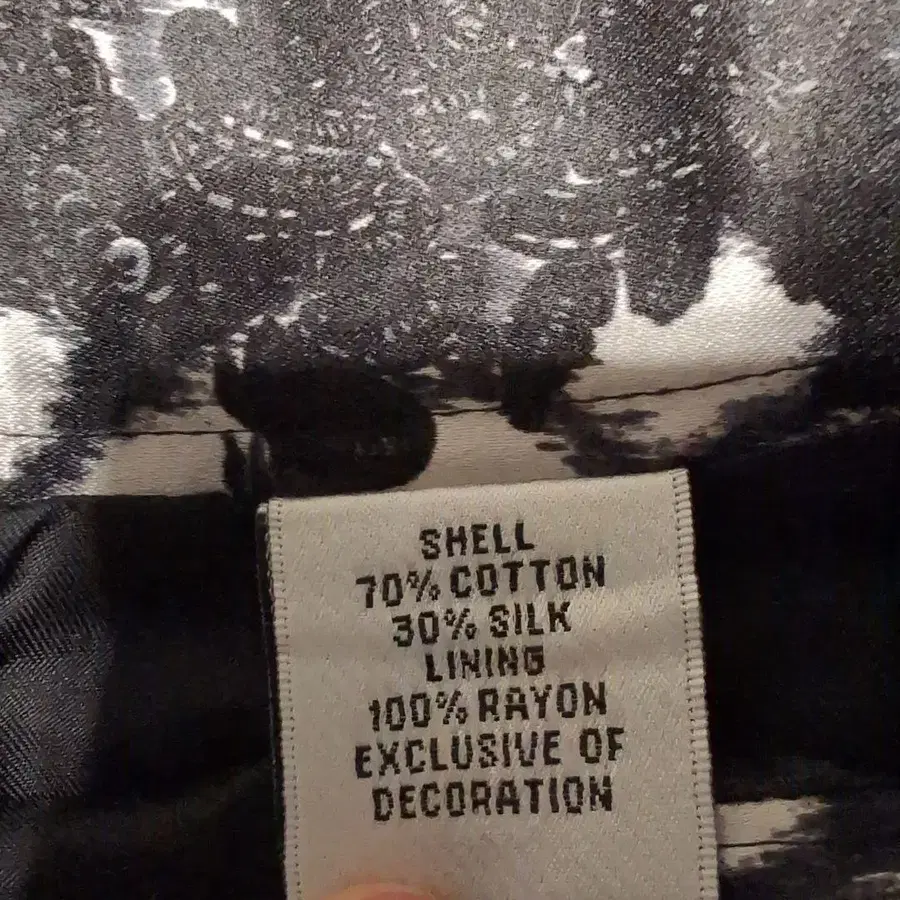 SHELL
70% COTTON
30% SILK
LINING
100% RAYON
EXCLUSIVE OF
DECORATION